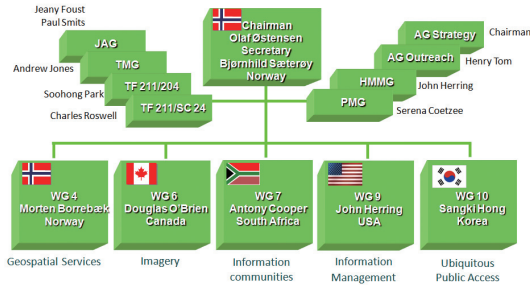 Jeany Foust
Paul Smits
JAG
Andrew Jones
TMG
Soohong Park
TF 211/204
Charles Roswell
TF 211/SC 24
Chairman
Olaf Østensen
Secretary
Bjørnhild Sæterøy
Norway
AG Strategy
Chairman
AG Outreach
Henry Tom
HMMG
John Herring
PMG
Serena Coetzee
WG 4
Morten Borrebæk
Norway
Geospatial Services
WG 6
Douglas O'Brien
Canada
Imagery
WG 7
Antony Cooper
South Africa
Information
communities
WG 9
John Herring
USA
Information
Management
WG 10
Sangki Hong
Korea
Ubiquitous
Public Access